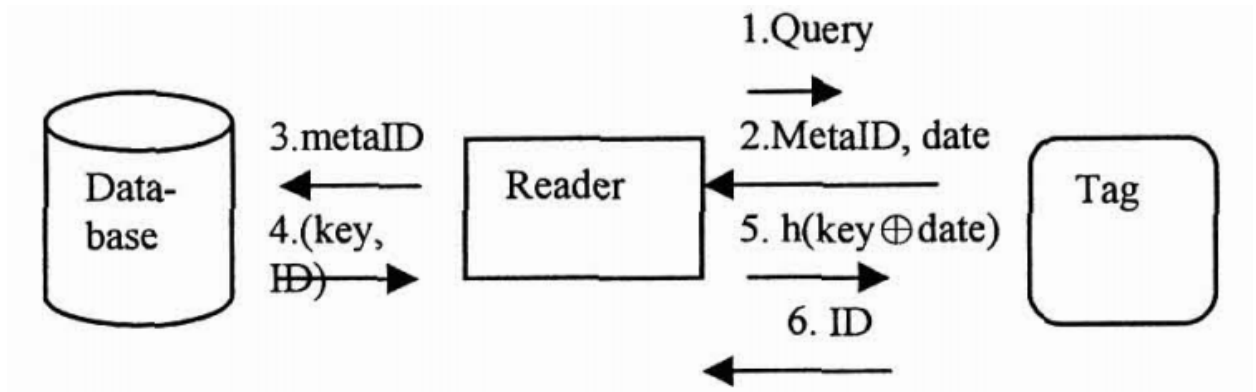 1.Query
3.metaID
2.MetaID, date
Data-
base
Reader
Tag
4.(key,
ID)
5. h(key⊕date)
6. ID